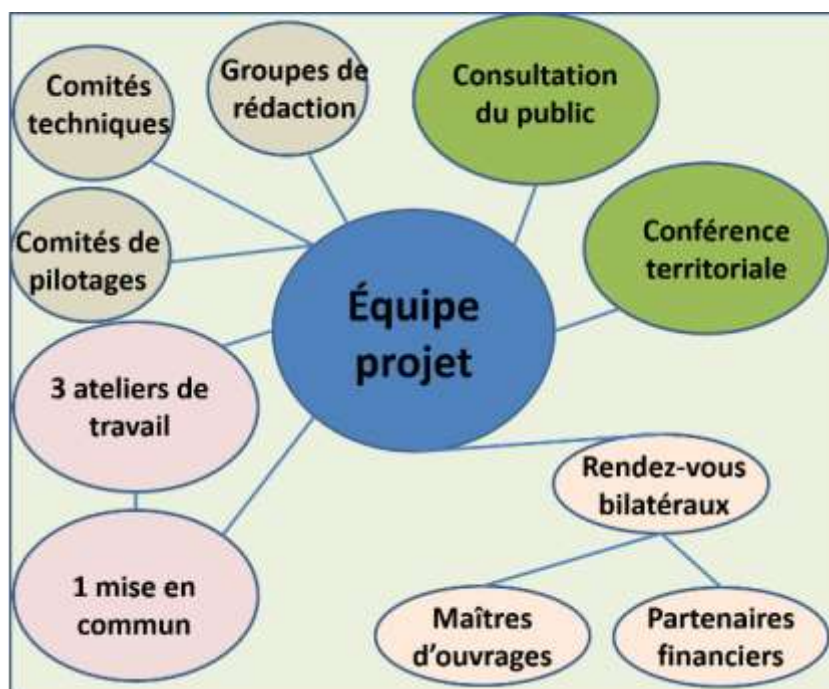 Comités
techniques
Groupes de
rédaction
Consultation
du public
Comités de
pilotages
Conférence
territoriale
Équipe
projet
3 ateliers de
travail
Rendez-vous
bilatéraux
1 mise en
commun
Maîtres
d'ouvrages
Partenaires
financiers